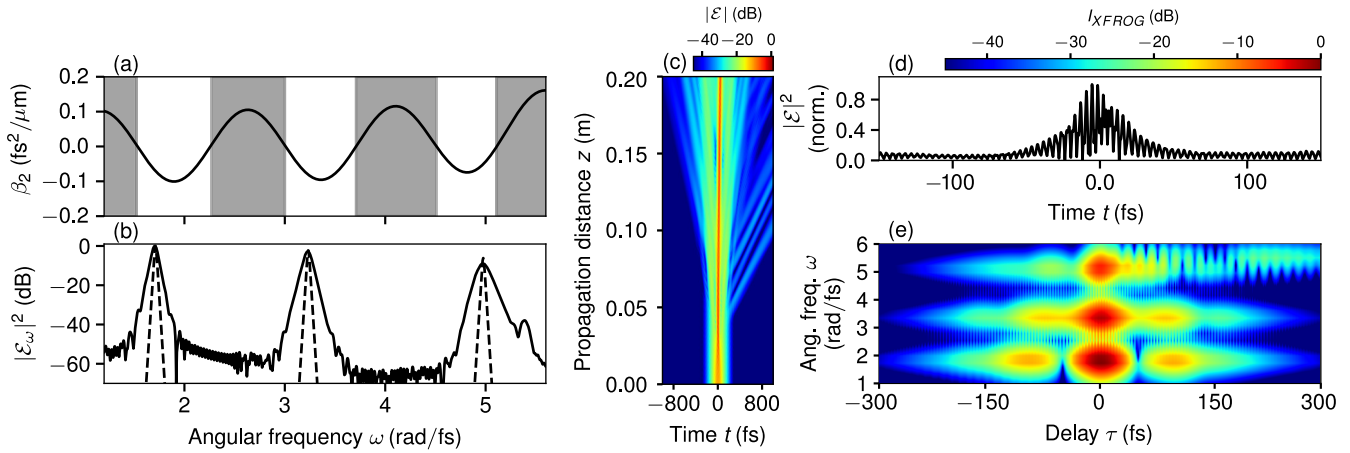 (a)
0.2
0.1
0.0
−0.1
−0.2
β₂ (fs²/μm)
(b)
0
−20
−40
−60
|ℰ_ω|² (dB)
2
3
4
5
Angular frequency ω (rad/fs)
|ℰ| (dB)
−40
−20
0
(c)
0.20
0.15
0.10
0.05
0.00
Propagation distance z (m)
−800
0
800
Time t (fs)
I_XFROG (dB)
−40
−30
−20
−10
0
(d)
0.8
0.4
0.0
|ℰ|²
(norm.)
−100
0.0
100
Time t (fs)
(e)
6
5
4
3
2
1
Ang. freq. ω
(rad/fs)
−300
−150
0
150
300
Delay τ (fs)